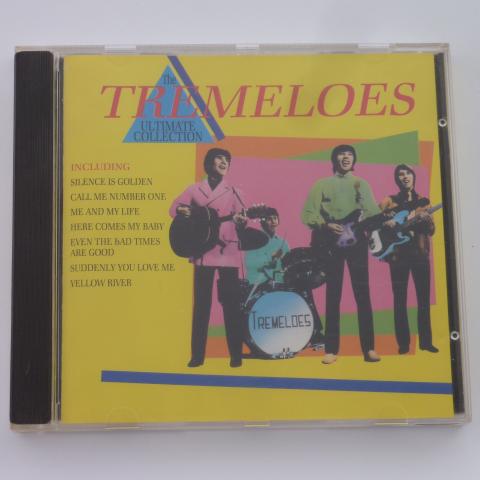 the
TREMELOES
ULTIMATE
COLLECTION
INCLUDING
SILENCE IS GOLDEN
CALL ME NUMBER ONE
ME AND MY LIFE
HERE COMES MY BABY
EVEN THE BAD TIMES
ARE GOOD
SUDDENLY YOU LOVE ME
YELLOW RIVER
TREMELOES